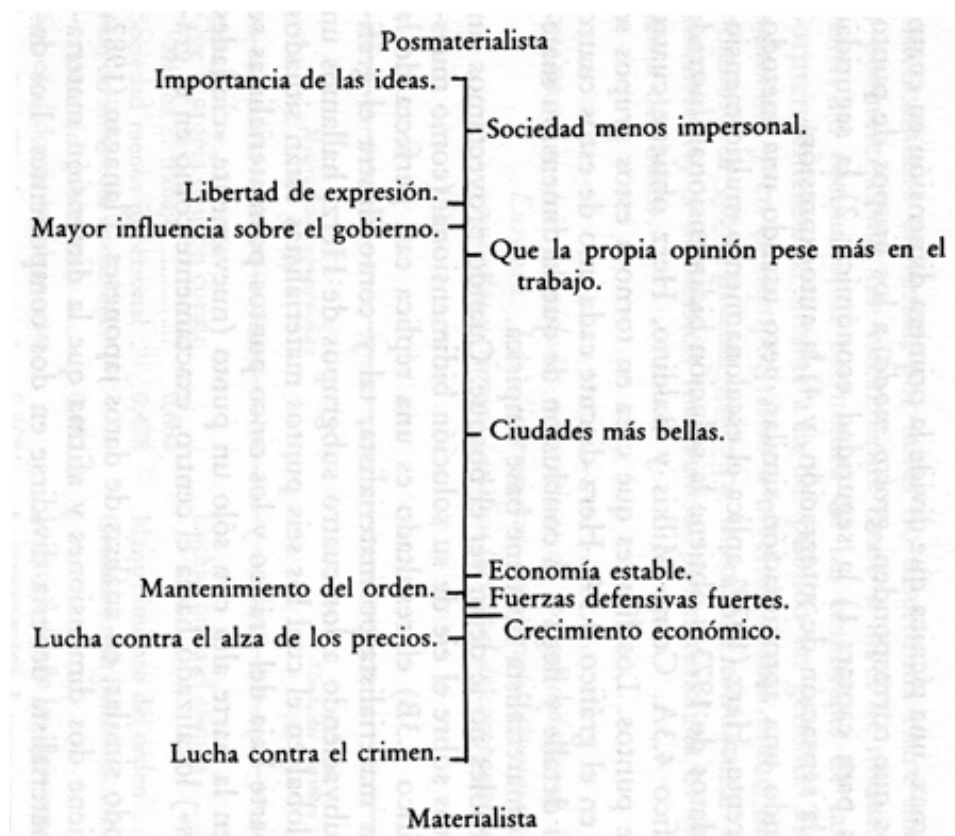 Posmaterialista
Importancia de las ideas.
Sociedad menos impersonal.
Libertad de expresión.
Mayor influencia sobre el gobierno.
Que la propia opinión pese más en el
trabajo.
Ciudades más bellas.
Economía estable.
Mantenimiento del orden.
Fuerzas defensivas fuertes.
Crecimiento económico.
Lucha contra el alza de los precios.
Lucha contra el crimen.
Materialista